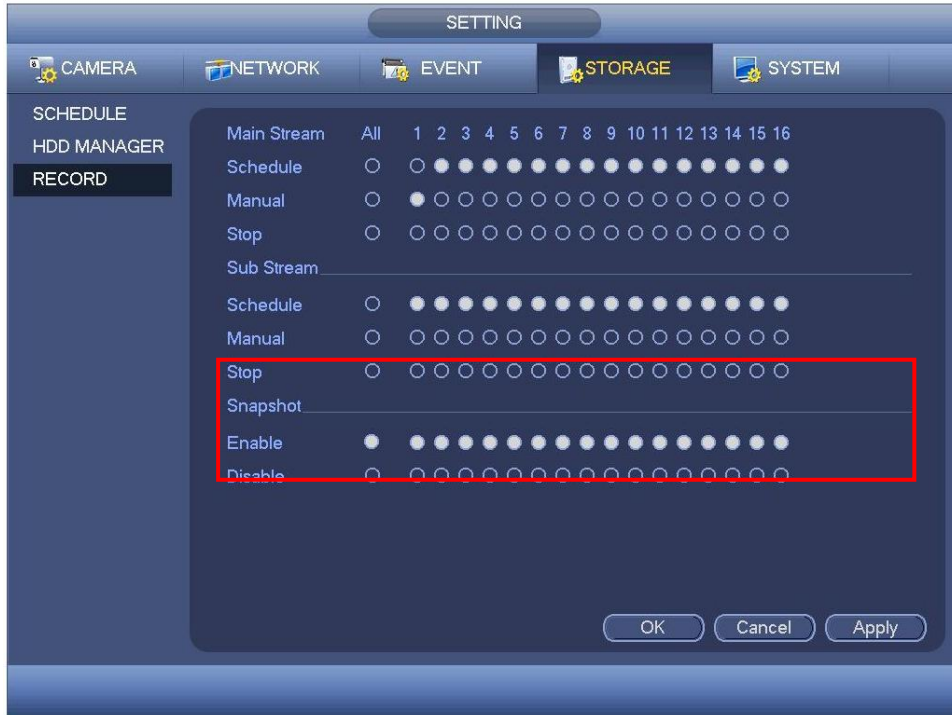 SETTING
CAMERA NETWORK EVENT STORAGE SYSTEM
SCHEDULE
HDD MANAGER
RECORD
Main Stream All 1 2 3 4 5 6 7 8 9 10 11 12 13 14 15 16
Schedule
Manual
Stop
Sub Stream
Schedule
Manual
Stop
Snapshot
Enable
Disable
OK Cancel Apply